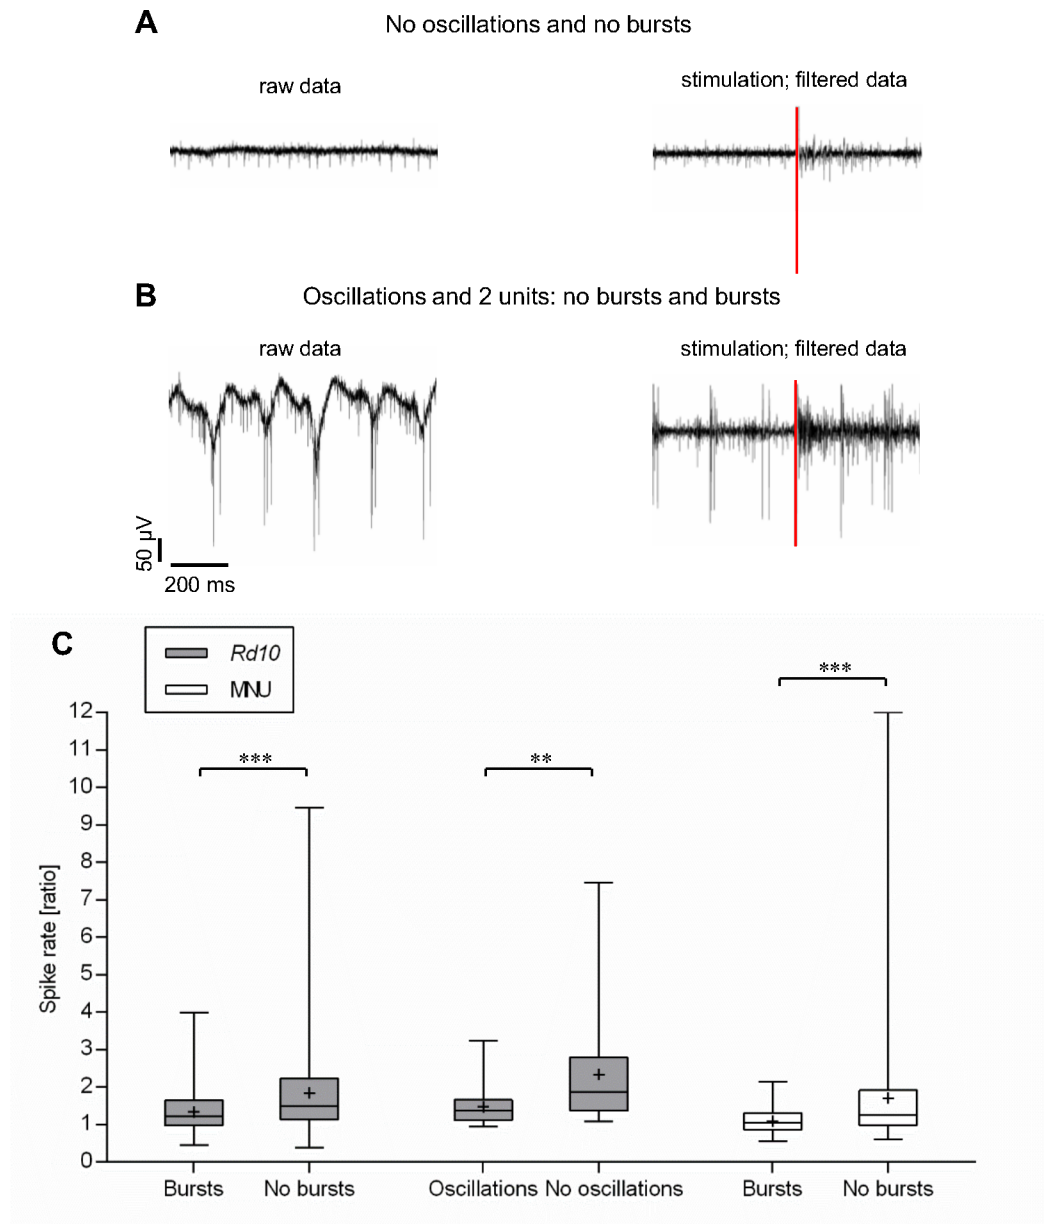 A
No oscillations and no bursts
raw data
stimulation; filtered data
B
Oscillations and 2 units: no bursts and bursts
raw data
stimulation; filtered data
50 µV
200 ms
C
Rd10
MNU
***
***
**
12
11
10
9
8
7
6
5
4
3
2
1
0
Spike rate [ratio]
Bursts No bursts Oscillations No oscillations Bursts No bursts